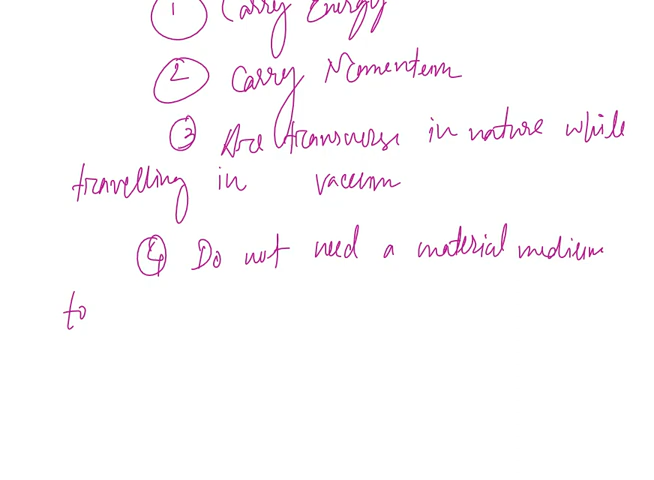 ① Carry Energy
② Carry Momentum
③ Are transverse in nature while
travelling in vacuum
④ Do not need a material medium
to